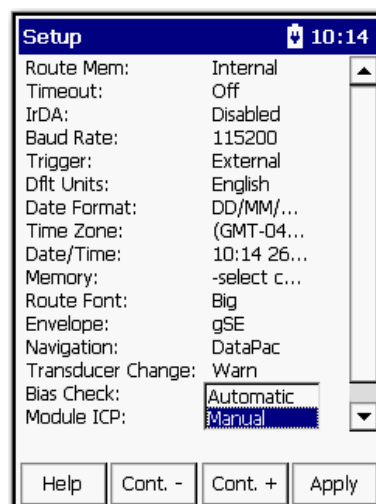 Setup 10:14
Route Mem: Internal
Timeout: Off
IrDA: Disabled
Baud Rate: 115200
Trigger: External
Dflt Units: English
Date Format: DD/MM/...
Time Zone: (GMT-04...
Date/Time: 10:14 26...
Memory: -select c...
Route Font: Big
Envelope: gSE
Navigation: DataPac
Transducer Change: Warn
Bias Check: Automatic
Module ICP: Manual
Help Cont. - Cont. + Apply